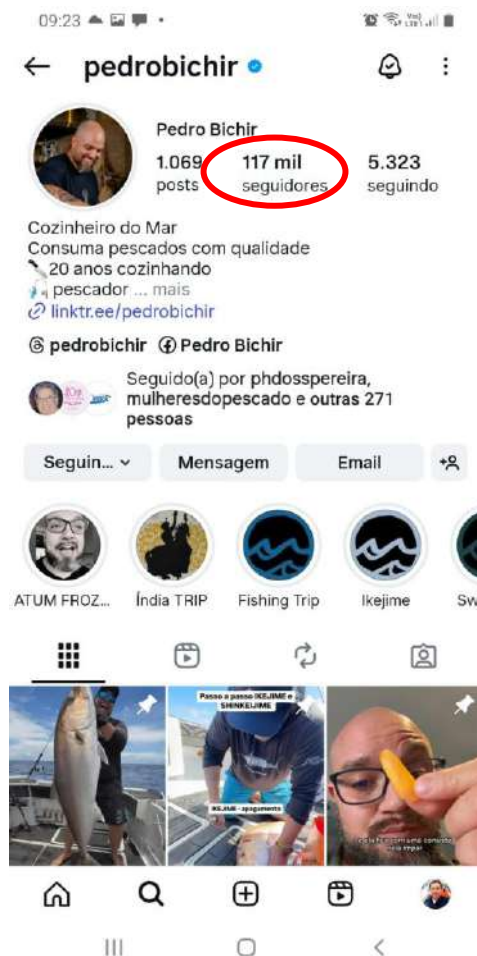 09:23
pedrobichir
Pedro Bichir
1.069 117 mil 5.323
posts seguidores seguindo
Cozinheiro do Mar
Consuma pescados com qualidade
20 anos cozinhando
pescador ... mais
linktr.ee/pedrobichir
pedrobichir Pedro Bichir
Seguido(a) por phdosspereira,
mulheresdopescado e outras 271
pessoas
Seguin... Mensagem Email
ATUM FROZ... Índia TRIP Fishing Trip Ikejime Sw
Passo a passo IKEJIME e
SHINKEIJIME
IKEJIME - apagamento